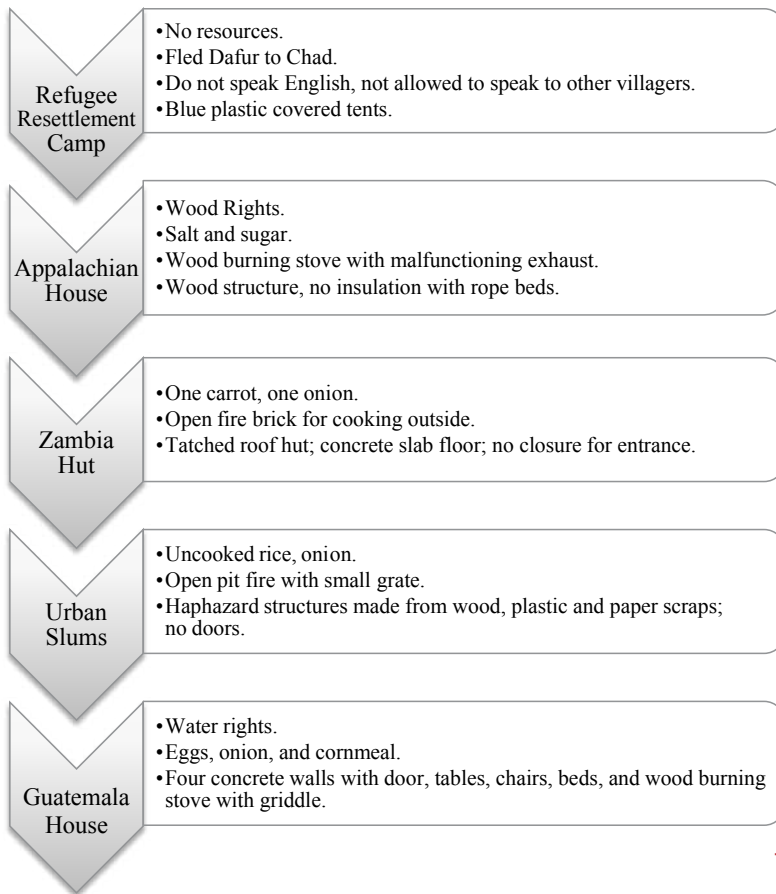 Refugee
Resettlement
Camp
•No resources.
•Fled Dafur to Chad.
•Do not speak English, not allowed to speak to other villagers.
•Blue plastic covered tents.
Appalachian
House
•Wood Rights.
•Salt and sugar.
•Wood burning stove with malfunctioning exhaust.
•Wood structure, no insulation with rope beds.
Zambia
Hut
•One carrot, one onion.
•Open fire brick for cooking outside.
•Tatched roof hut; concrete slab floor; no closure for entrance.
Urban
Slums
•Uncooked rice, onion.
•Open pit fire with small grate.
•Haphazard structures made from wood, plastic and paper scraps;
no doors.
Guatemala
House
•Water rights.
•Eggs, onion, and cornmeal.
•Four concrete walls with door, tables, chairs, beds, and wood burning
stove with griddle.